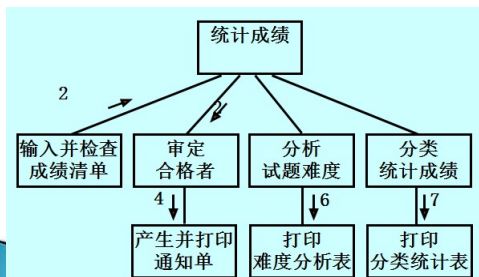 统计成绩
2
2
输入并检查 审定 分析 分类
成绩清单 合格者 试题难度 统计成绩
4 6 7
产生并打印 打印 打印
通知单 难度分析表 分类统计表